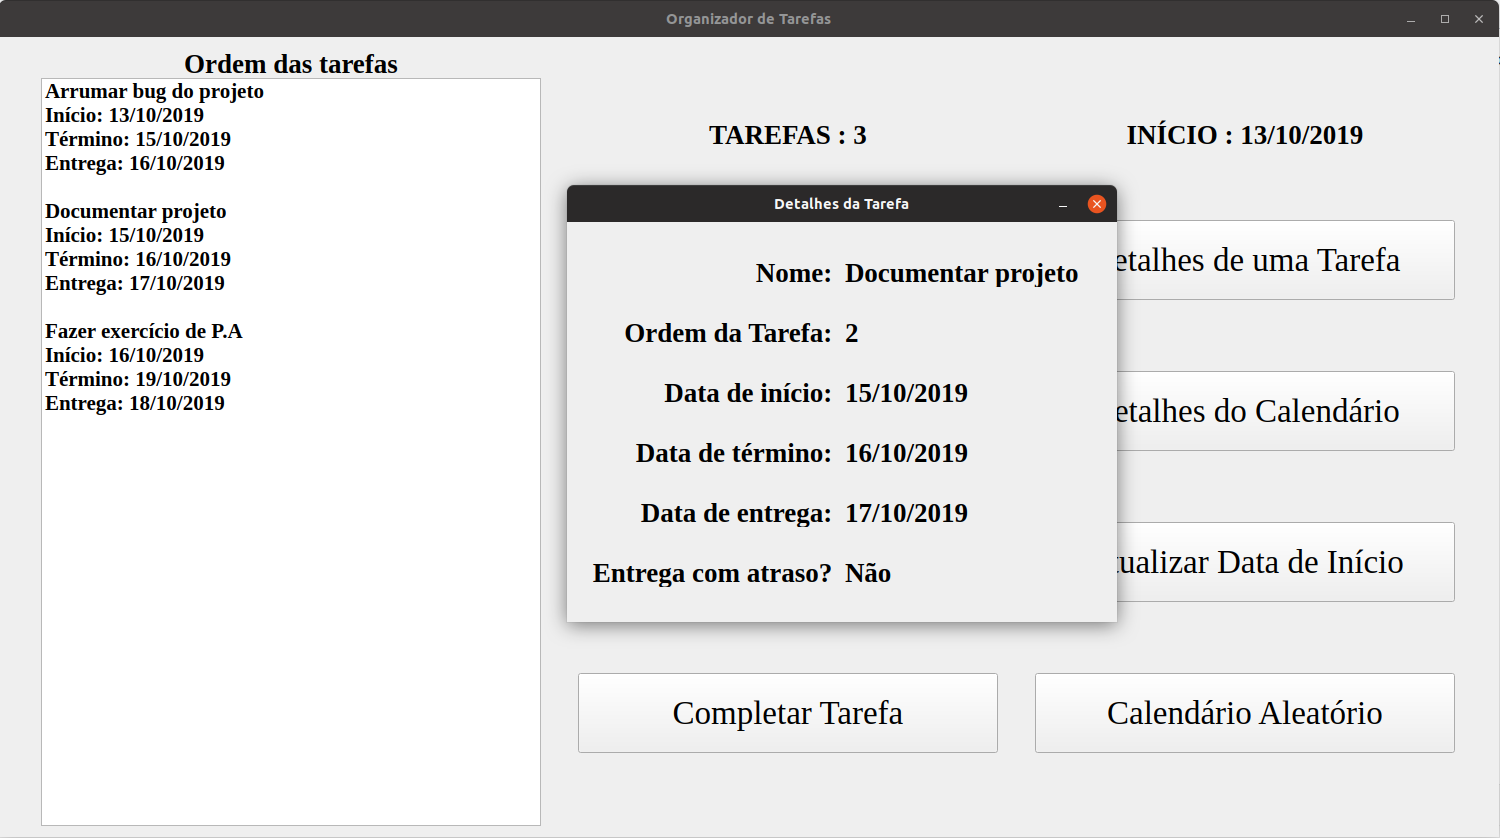 Organizador de Tarefas
Ordem das tarefas
Arrumar bug do projeto
Início: 13/10/2019
Término: 15/10/2019
Entrega: 16/10/2019
Documentar projeto
Início: 15/10/2019
Término: 16/10/2019
Entrega: 17/10/2019
Fazer exercício de P.A
Início: 16/10/2019
Término: 19/10/2019
Entrega: 18/10/2019
TAREFAS : 3
INÍCIO : 13/10/2019
Detalhes da Tarefa
Nome: Documentar projeto
Ordem da Tarefa: 2
Data de início: 15/10/2019
Data de término: 16/10/2019
Data de entrega: 17/10/2019
Entrega com atraso? Não
etalhes de uma Tarefa
etalhes do Calendário
tualizar Data de Início
Completar Tarefa
Calendário Aleatório